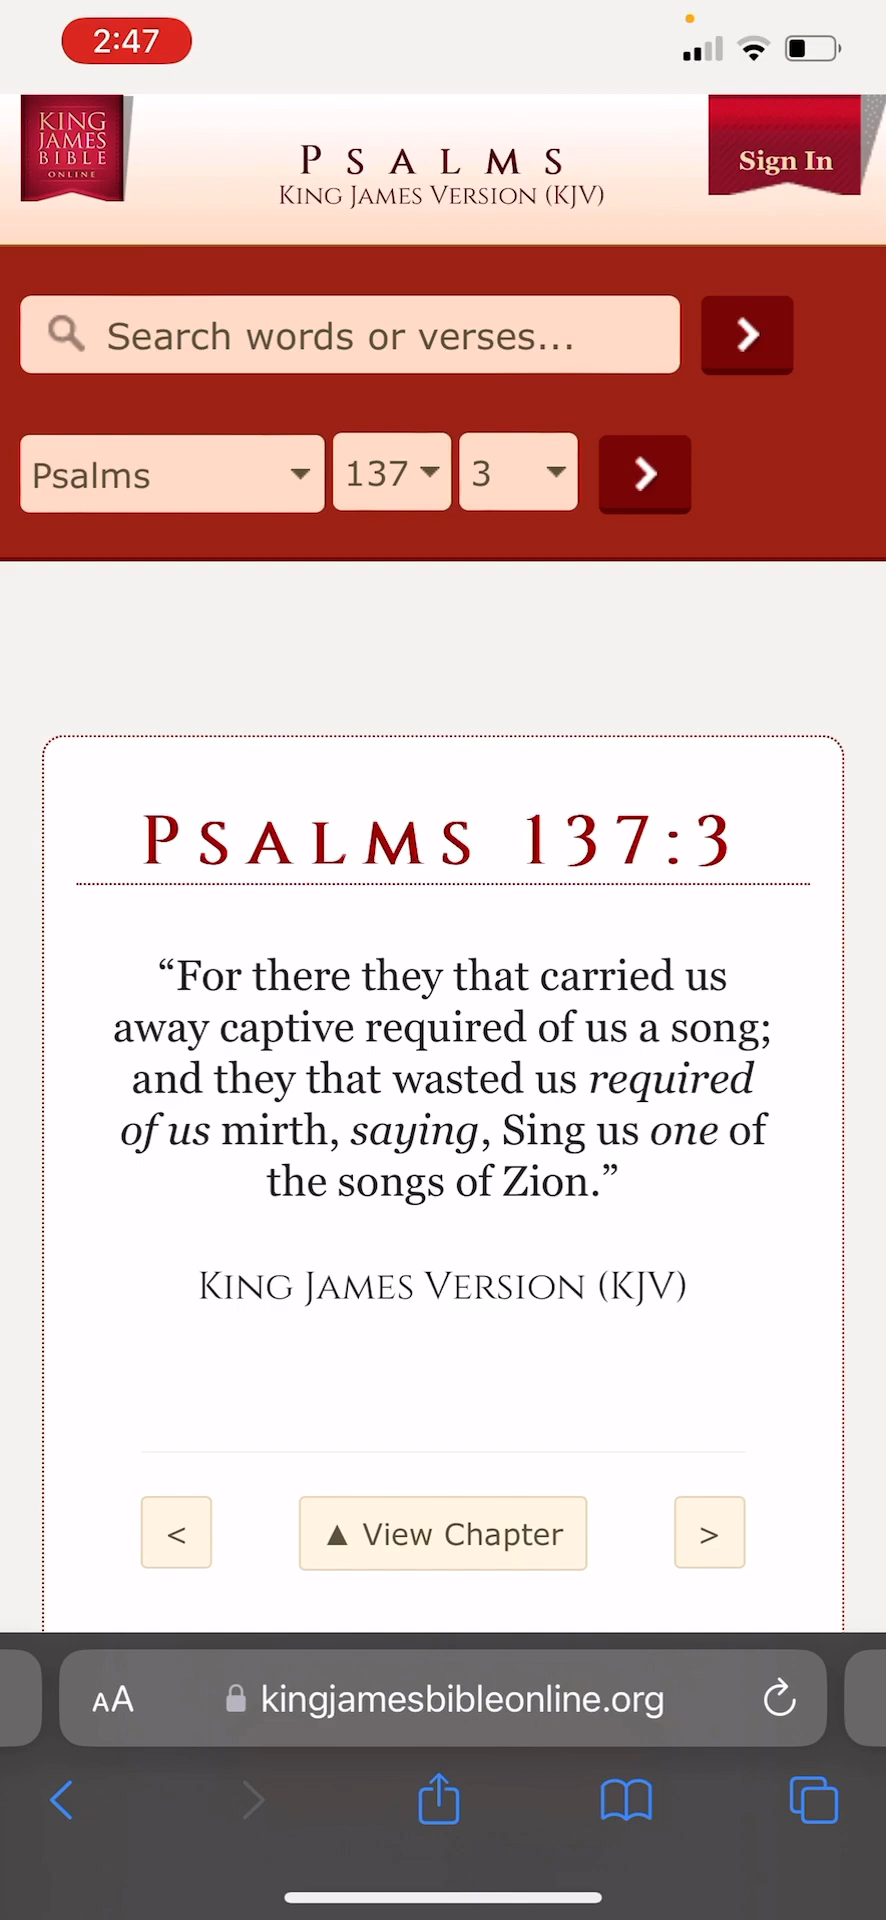 2:47
KING
JAMES
BIBLE
ONLINE
PSALMS
KING JAMES VERSION (KJV)
Sign In
Search words or verses...
Psalms
137
3
PSALMS 137:3
“For there they that carried us
away captive required of us a song;
and they that wasted us required
of us mirth, saying, Sing us one of
the songs of Zion.”
KING JAMES VERSION (KJV)
<
▲ View Chapter
>
AA
kingjamesbibleonline.org